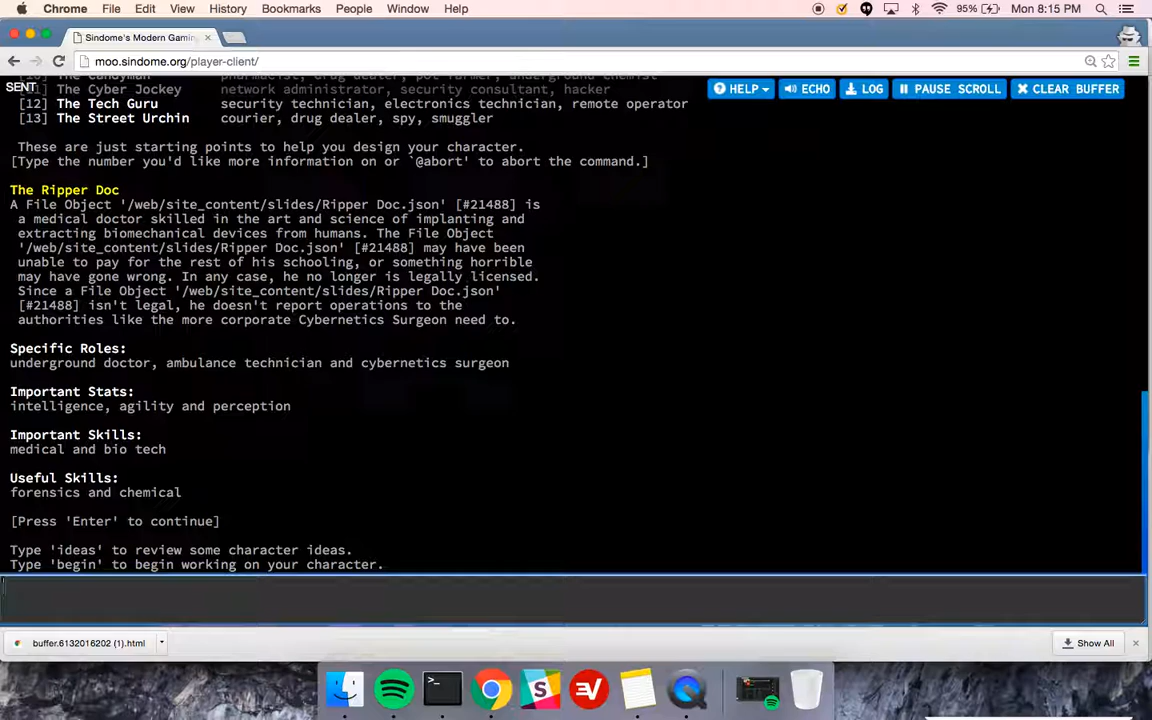 Chrome File Edit View History Bookmarks People Window Help 95% Mon 8:15 PM
Sindome's Modern Gamin
moo.sindome.org/player-client/
SENT
HELP ECHO LOG PAUSE SCROLL CLEAR BUFFER
The Candyman pharmacist, drug dealer, pot farmer, underground chemist
The Cyber Jockey network administrator, security consultant, hacker
[12] The Tech Guru security technician, electronics technician, remote operator
[13] The Street Urchin courier, drug dealer, spy, smuggler
These are just starting points to help you design your character.
[Type the number you'd like more information on or `@abort' to abort the command.]
The Ripper Doc
A File Object '/web/site_content/slides/Ripper Doc.json' [#21488] is
a medical doctor skilled in the art and science of implanting and
extracting biomechanical devices from humans. The File Object
'/web/site_content/slides/Ripper Doc.json' [#21488] may have been
unable to pay for the rest of his schooling, or something horrible
may have gone wrong. In any case, he no longer is legally licensed.
Since a File Object '/web/site_content/slides/Ripper Doc.json'
[#21488] isn't legal, he doesn't report operations to the
authorities like the more corporate Cybernetics Surgeon need to.
Specific Roles:
underground doctor, ambulance technician and cybernetics surgeon
Important Stats:
intelligence, agility and perception
Important Skills:
medical and bio tech
Useful Skills:
forensics and chemical
[Press 'Enter' to continue]
Type 'ideas' to review some character ideas.
Type 'begin' to begin working on your character.
buffer.6132016202 (1).html
Show All